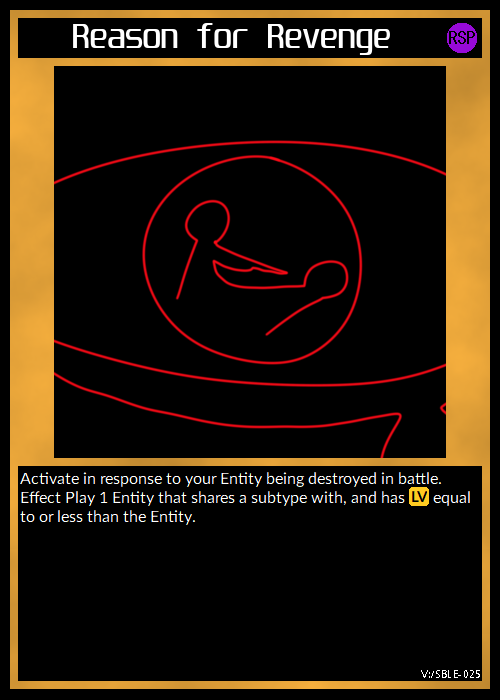 Reason for Revenge
RSP
Activate in response to your Entity being destroyed in battle.
Effect Play 1 Entity that shares a subtype with, and has LV equal
to or less than the Entity.
V:/SBLE-025